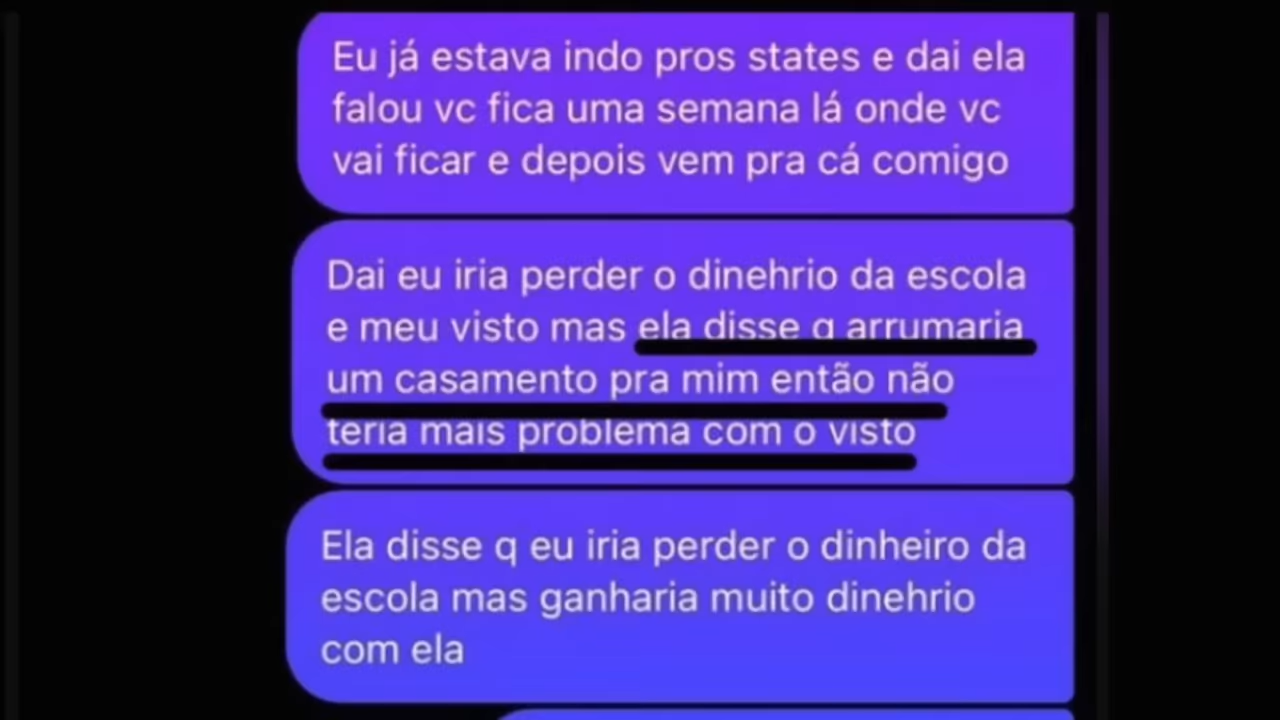 Eu já estava indo pros states e dai ela
falou vc fica uma semana lá onde vc
vai ficar e depois vem pra cá comigo
Dai eu iria perder o dinehrio da escola
e meu visto mas ela disse q arrumaria
um casamento pra mim então não
teria mais problema com o visto
Ela disse q eu iria perder o dinheiro da
escola mas ganharia muito dinehrio
com ela